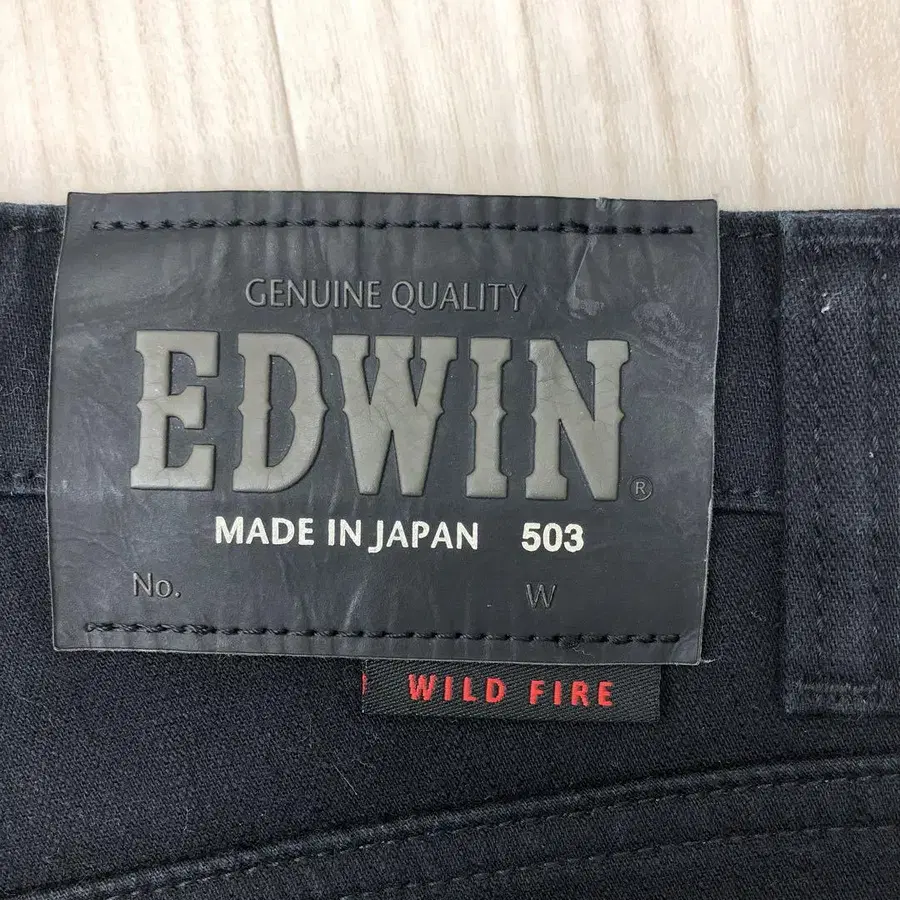 GENUINE QUALITY
EDWIN®
MADE IN JAPAN 503
No. W
WILD FIRE